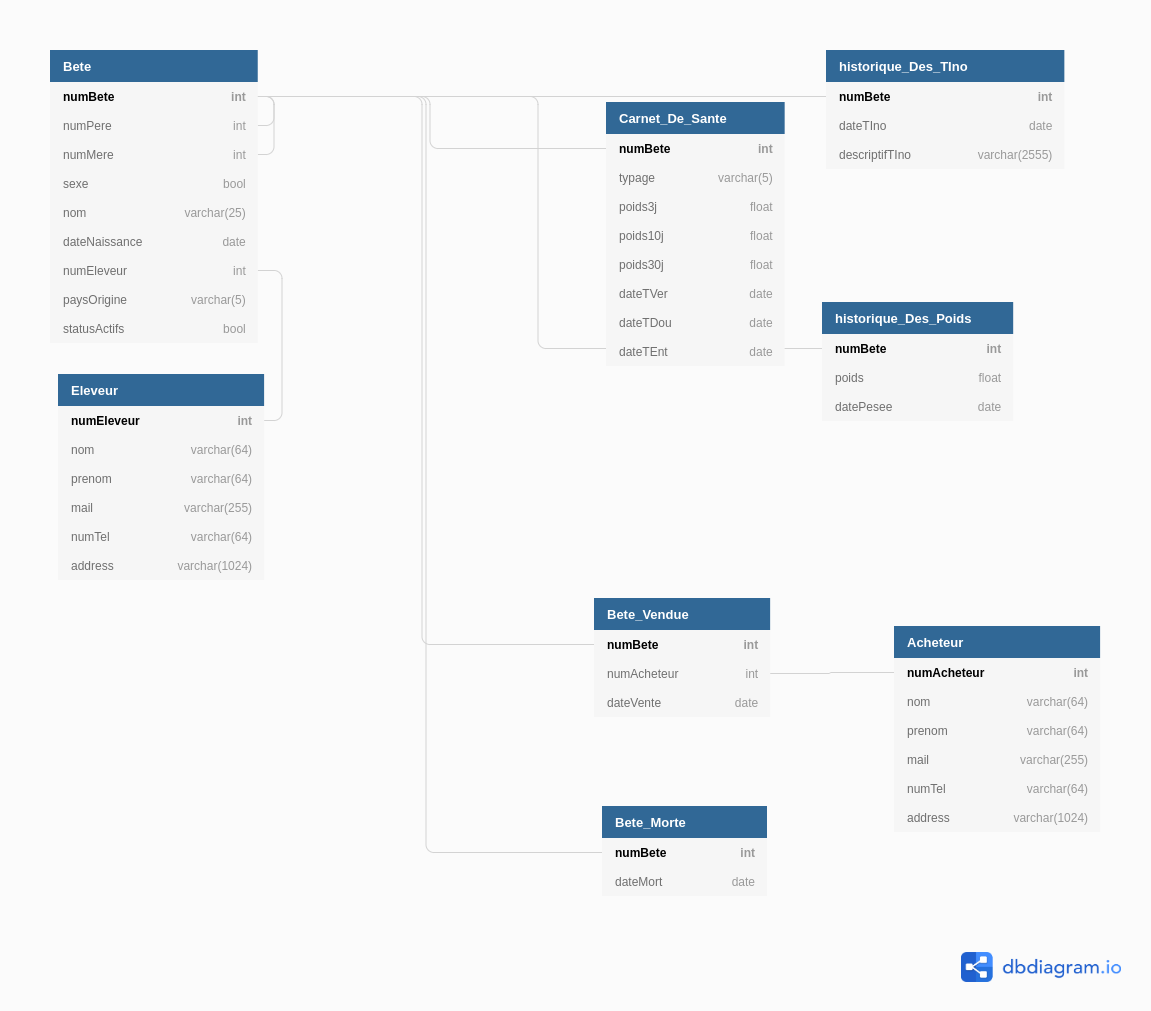 Bete
numBete int
numPere int
numMere int
sexe bool
nom varchar(25)
dateNaissance date
numEleveur int
paysOrigine varchar(5)
statusActifs bool
Eleveur
numEleveur int
nom varchar(64)
prenom varchar(64)
mail varchar(255)
numTel varchar(64)
address varchar(1024)
Carnet_De_Sante
numBete int
typage varchar(5)
poids3j float
poids10j float
poids30j float
dateTVer date
dateTDou date
dateTEnt date
historique_Des_TIno
numBete int
dateTIno date
descriptifTIno varchar(2555)
historique_Des_Poids
numBete int
poids float
datePesee date
Bete_Vendue
numBete int
numAcheteur int
dateVente date
Acheteur
numAcheteur int
nom varchar(64)
prenom varchar(64)
mail varchar(255)
numTel varchar(64)
address varchar(1024)
Bete_Morte
numBete int
dateMort date
dbdiagram.io